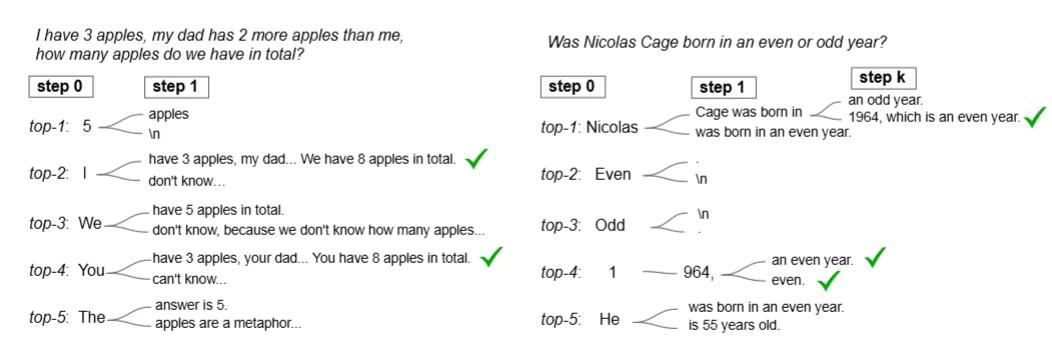 I have 3 apples, my dad has 2 more apples than me,
how many apples do we have in total?
step 0
step 1
top-1: 5
apples
\n
top-2: I
have 3 apples, my dad... We have 8 apples in total.
don't know...
top-3: We
have 5 apples in total.
don't know, because we don't know how many apples...
top-4: You
have 3 apples, your dad... You have 8 apples in total.
can't know...
top-5: The
answer is 5.
apples are a metaphor...
Was Nicolas Cage born in an even or odd year?
step 0
step 1
step k
top-1: Nicolas
Cage was born in
an odd year.
1964, which is an even year.
was born in an even year.
top-2: Even
.
\n
top-3: Odd
\n
.
top-4: 1
964,
an even year.
even.
top-5: He
was born in an even year.
is 55 years old.